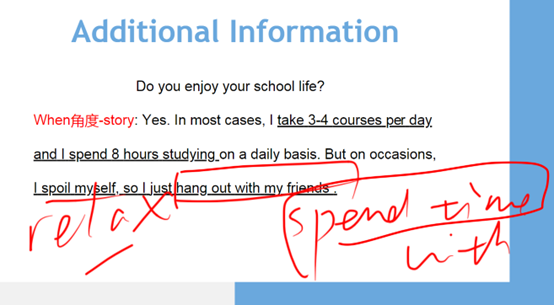 Additional Information
Do you enjoy your school life?
When角度-story: Yes. In most cases, I take 3-4 courses per day
and I spend 8 hours studying on a daily basis. But on occasions,
I spoil myself, so I just hang out with my friends .
relax
spend time
with